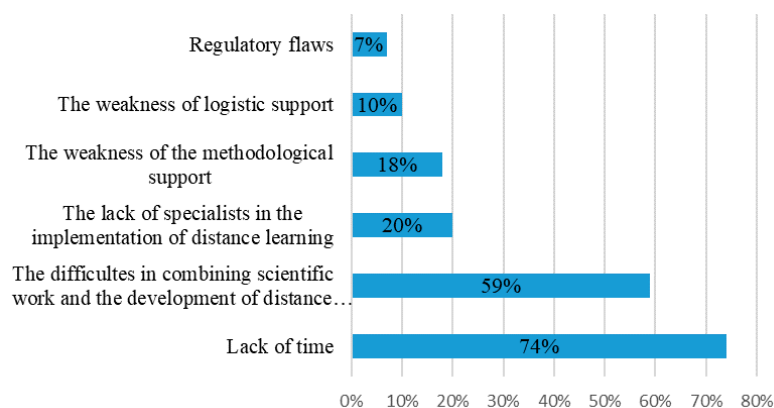 Regulatory flaws
7%
The weakness of logistic support
10%
The weakness of the methodological
support
18%
The lack of specialists in the
implementation of distance learning
20%
The difficultes in combining scientific
work and the development of distance…
59%
Lack of time
74%
0% 10% 20% 30% 40% 50% 60% 70% 80%